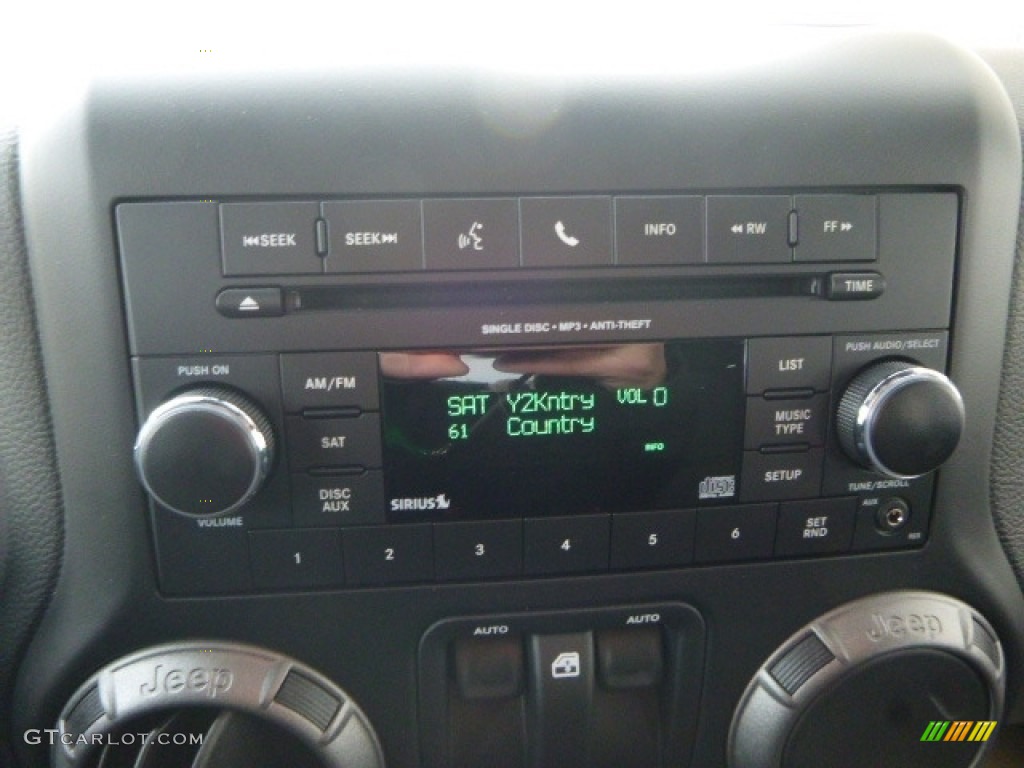 SEEK SEEK INFO RW FF
TIME
SINGLE DISC • MP3 • ANTI-THEFT
PUSH ON
AM/FM
SAT
DISC
AUX
VOLUME
SAT Y2Kntry VOL 0
61 Country
INFO
SIRIUS
disc
LIST
MUSIC
TYPE
SETUP
PUSH AUDIO/SELECT
TUNE/SCROLL
AUX
1 2 3 4 5 6
SET
RND
AUTO AUTO
Jeep Jeep
GTCARLOT.COM